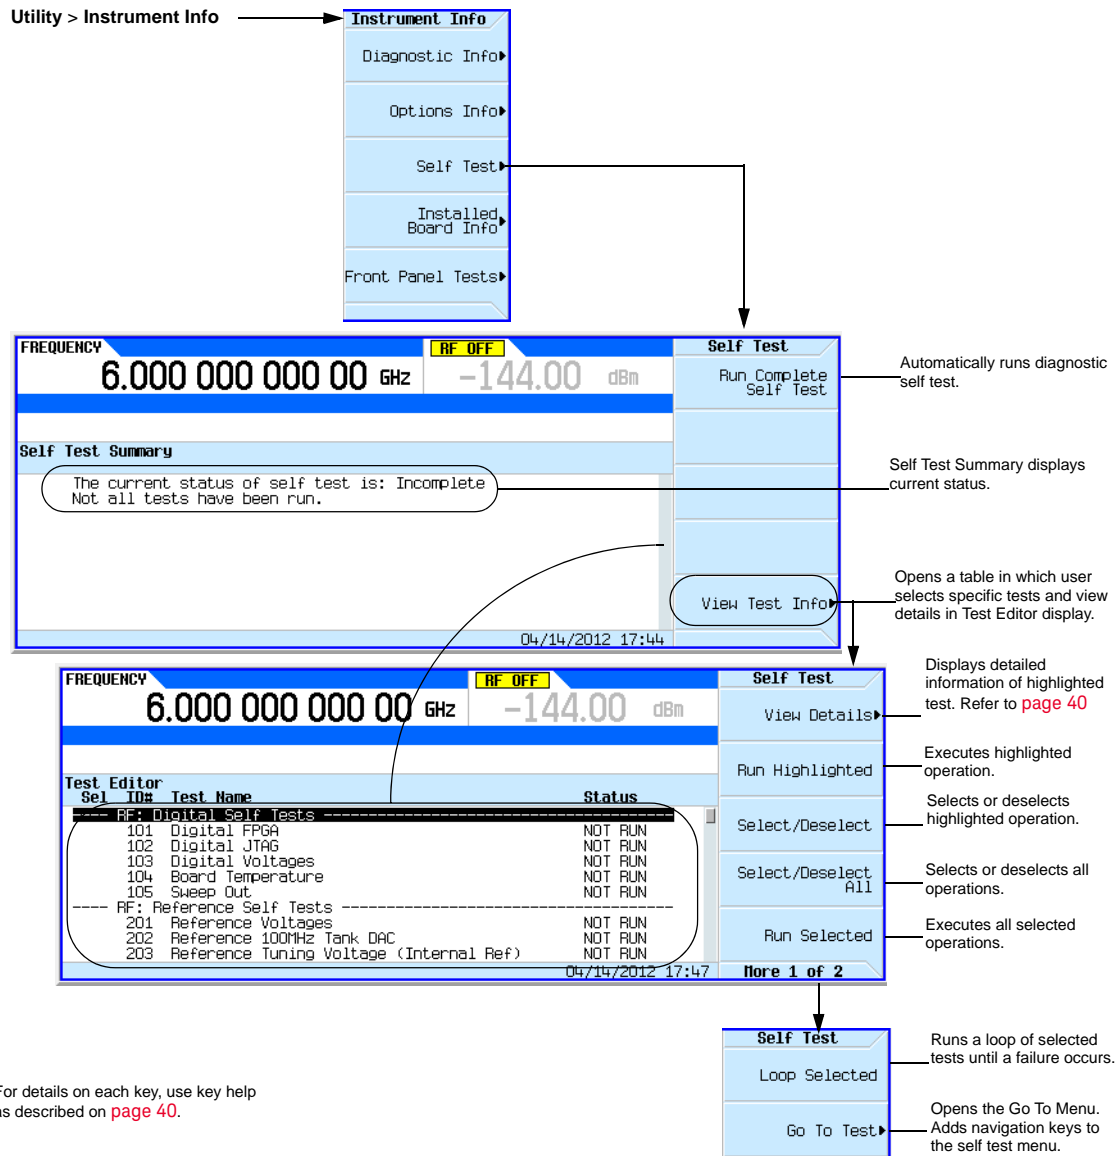 Utility > Instrument Info
Instrument Info
Diagnostic Info
Options Info
Self Test
Installed
Board Info
Front Panel Tests
FREQUENCY
6.000 000 000 00 GHz
RF OFF
-144.00 dBm
Self Test Summary
The current status of self test is: Incomplete
Not all tests have been run.
04/14/2012 17:44
Self Test
Run Complete
Self Test
View Test Info
Automatically runs diagnostic
self test.
Self Test Summary displays
current status.
Opens a table in which user
selects specific tests and view
details in Test Editor display.
FREQUENCY
6.000 000 000 00 GHz
RF OFF
-144.00 dBm
Test Editor
Sel ID# Test Name Status
---- RF: Digital Self Tests ----
101 Digital FPGA NOT RUN
102 Digital JTAG NOT RUN
103 Digital Voltages NOT RUN
104 Board Temperature NOT RUN
105 Sweep Out NOT RUN
---- RF: Reference Self Tests ----
201 Reference Voltages NOT RUN
202 Reference 100MHz Tank DAC NOT RUN
203 Reference Tuning Voltage (Internal Ref) NOT RUN
04/14/2012 17:47
Self Test
View Details
Run Highlighted
Select/Deselect
Select/Deselect
All
Run Selected
More 1 of 2
Displays detailed
information of highlighted
test. Refer to page 40
Executes highlighted
operation.
Selects or deselects
highlighted operation.
Selects or deselects all
operations.
Executes all selected
operations.
Self Test
Loop Selected
Go To Test
Runs a loop of selected
tests until a failure occurs.
Opens the Go To Menu.
Adds navigation keys to
the self test menu.
For details on each key, use key help
as described on page 40.